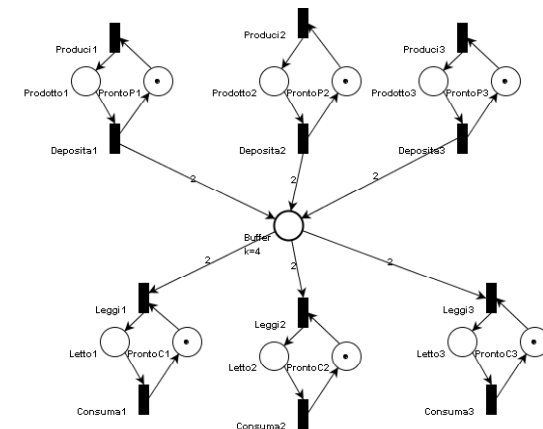 Produci1
Produci2
Produci3
Prodotto1
ProntoP1
Prodotto2
ProntoP2
Prodotto3
ProntoP3
Deposita1
Deposita2
Deposita3
2
2
2
Buffer
k=4
2
2
2
Leggi1
Leggi2
Leggi3
Letto1
ProntoC1
Letto2
ProntoC2
Letto3
ProntoC3
Consuma1
Consuma2
Consuma3